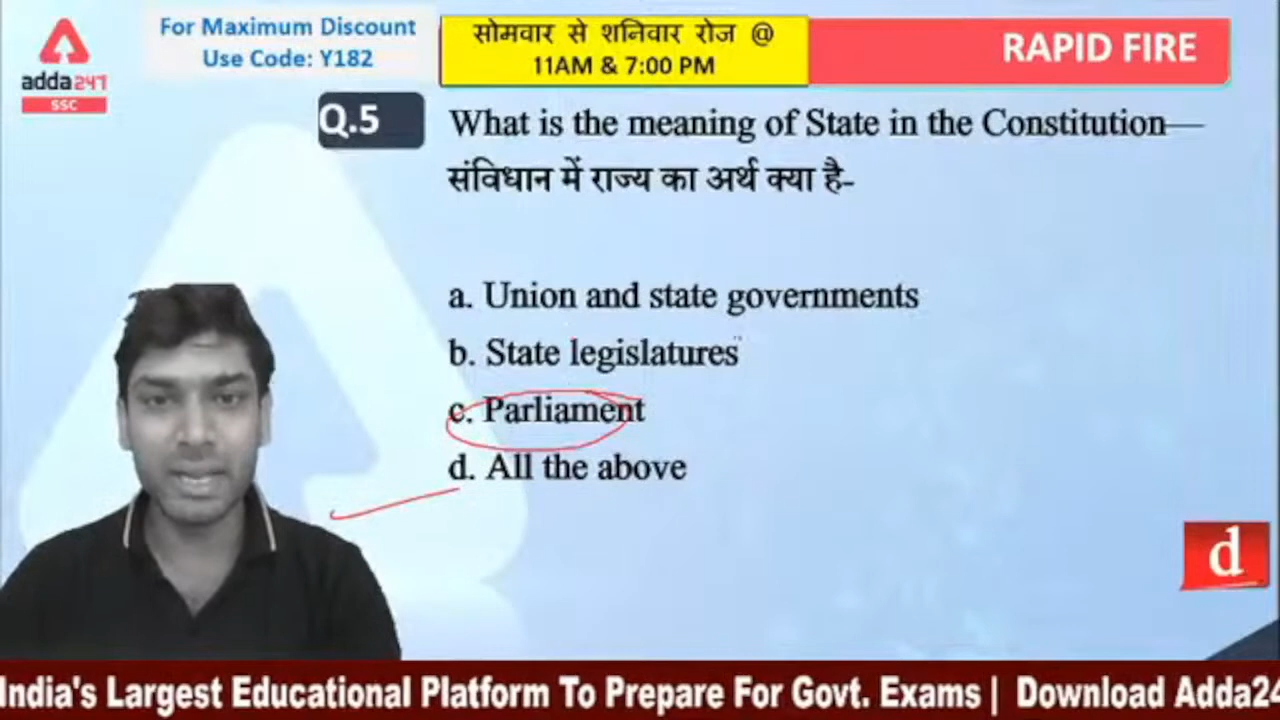 adda247
SSC
For Maximum Discount
Use Code: Y182
सोमवार से शनिवार रोज @
11AM & 7:00 PM
RAPID FIRE
Q.5
What is the meaning of State in the Constitution—
संविधान में राज्य का अर्थ क्या है-
a. Union and state governments
b. State legislatures
c. Parliament
d. All the above
d
India's Largest Educational Platform To Prepare For Govt. Exams | Download Adda24